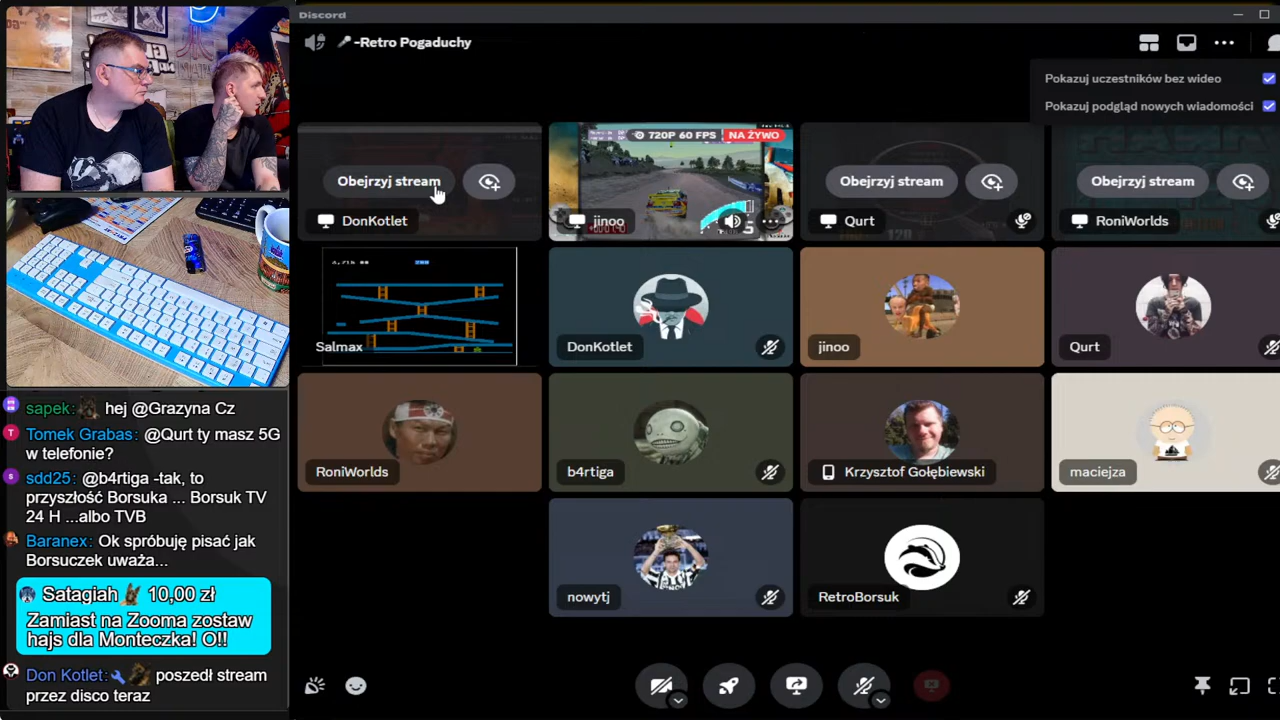 Discord
-Retro Pogaduchy
Pokazuj uczestników bez wideo
Pokazuj podgląd nowych wiadomości
Obejrzyj stream
DonKotlet
720P 60 FPS
NA ŻYWO
jinoo
Obejrzyj stream
Qurt
Obejrzyj stream
RoniWorlds
Salmax
DonKotlet
jinoo
Qurt
RoniWorlds
b4rtiga
Krzysztof Gołębiewski
maciejza
nowytj
RetroBorsuk
sapek: hej @Grazyna Cz
Tomek Grabas: @Qurt ty masz 5G
w telefonie?
sdd25: @b4rtiga -tak, to
przyszłość Borsuka ... Borsuk TV
24 H ...albo TVB
Baranex: Ok spróbuję pisać jak
Borsuczek uważa...
Satagiah 10,00 zł
Zamiast na Zooma zostaw
hajs dla Monteczka! O!!
Don Kotlet: poszedł stream
przez disco teraz